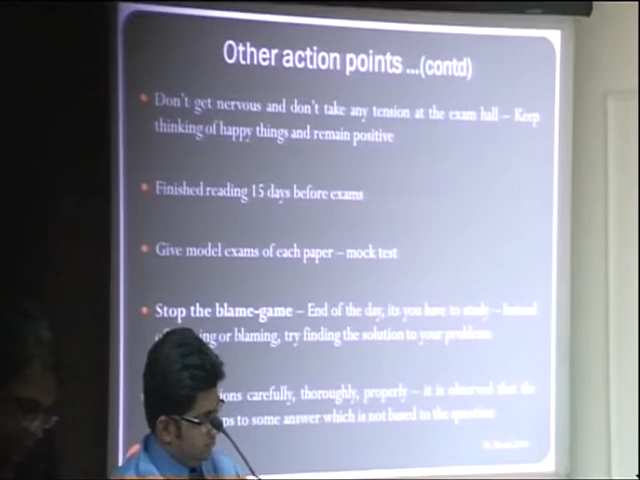 Other action points ...(contd)
Don't get nervous and don't take any tension at the exam hall – Keep
thinking of happy things and remain positive
Finished reading 15 days before exams
Give model exams of each paper – mock test
Stop the blame-game – End of the day, its you have to study – Instead
or blaming, try finding the solution to your problems
carefully, thoroughly, properly – it is observed that the
to some answer which is not based to the question